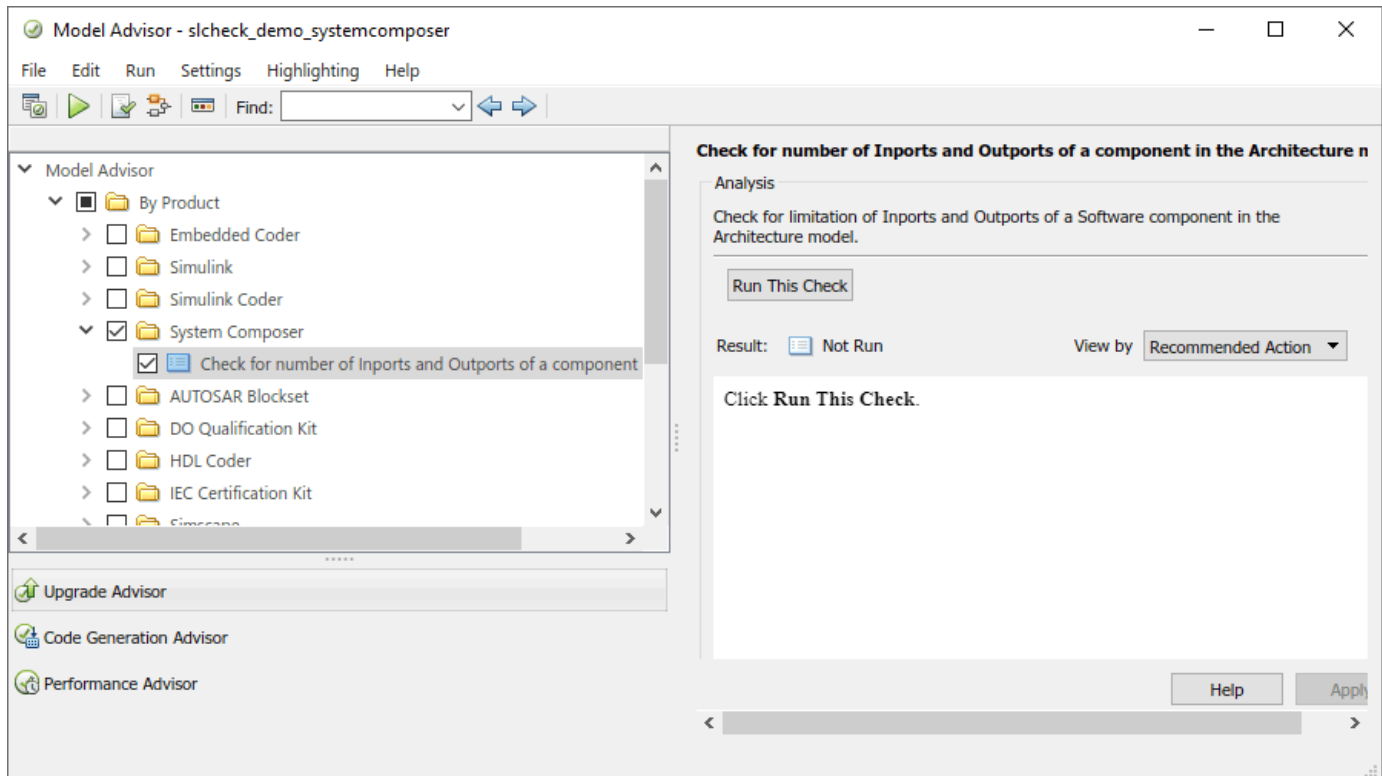 Model Advisor - slcheck_demo_systemcomposer
File Edit Run Settings Highlighting Help
Find:
Model Advisor
By Product
Embedded Coder
Simulink
Simulink Coder
System Composer
Check for number of Inports and Outports of a component
AUTOSAR Blockset
DO Qualification Kit
HDL Coder
IEC Certification Kit
Simscape
Upgrade Advisor
Code Generation Advisor
Performance Advisor
Check for number of Inports and Outports of a component in the Architecture
Analysis
Check for limitation of Inports and Outports of a Software component in the
Architecture model.
Run This Check
Result: Not Run View by Recommended Action
Click Run This Check.
Help Apply